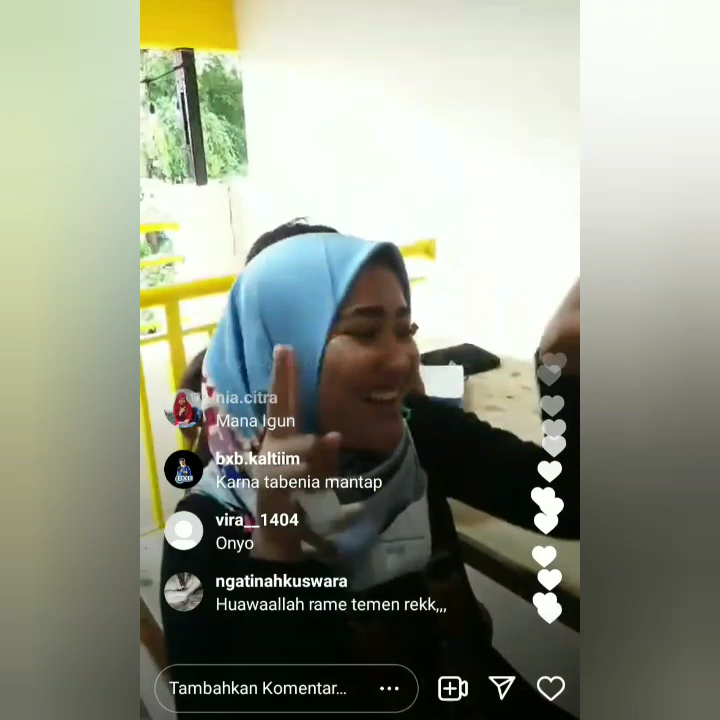 nia.citra
Mana Igun
bxb.kaltiim
Karna tabenia mantap
vira__1404
Onyo
ngatinahkuswara
Huawaallah rame temen rekk,,,
Tambahkan Komentar...